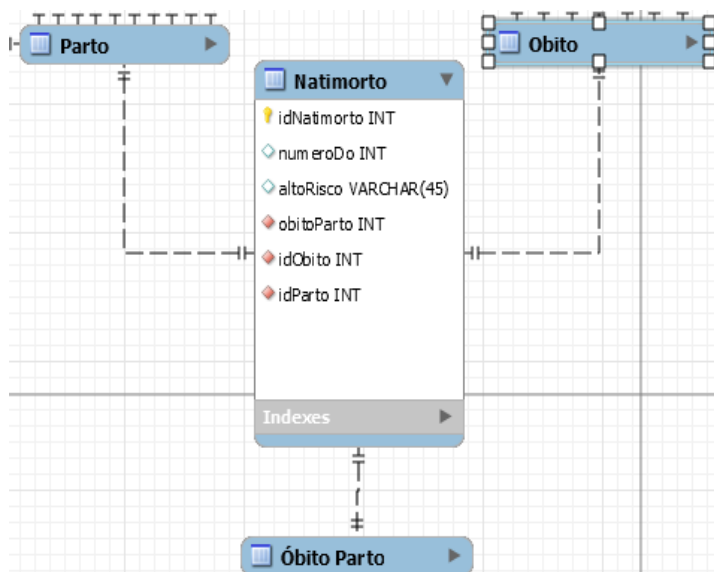 Parto
Obito
Natimorto
idNatimorto INT
numeroDo INT
altoRisco VARCHAR(45)
obitoParto INT
idObito INT
idParto INT
Indexes
Óbito Parto